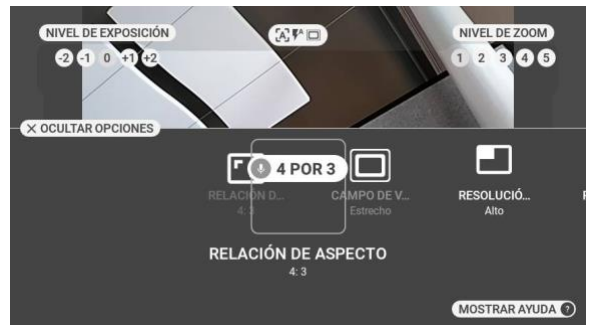 NIVEL DE EXPOSICIÓN
NIVEL DE ZOOM
-2 -1 0 +1 +2
1 2 3 4 5
X OCULTAR OPCIONES
4 POR 3
RELACIÓN D...
4: 3
CAMPO DE V...
Estrecho
RESOLUCIÓ...
Alto
RELACIÓN DE ASPECTO
4: 3
MOSTRAR AYUDA ?